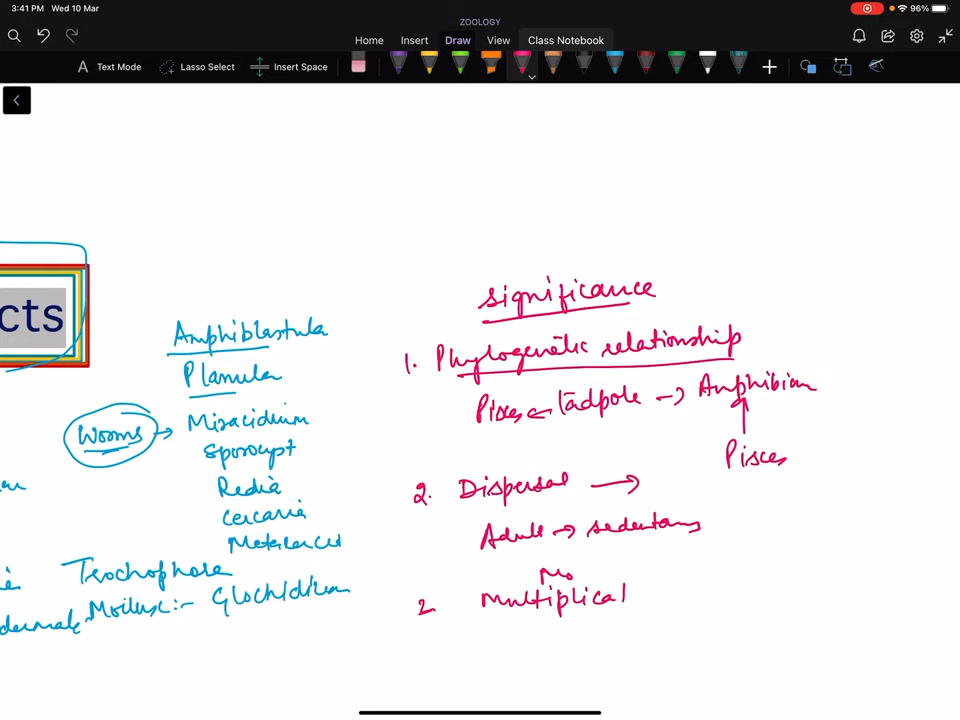 3:41 PM Wed 10 Mar
96%
ZOOLOGY
Home Insert Draw View Class Notebook
Text Mode Lasso Select Insert Space
cts
Amphiblastula
Planula
Worms → Miracidium
Sporocyst
Redia
Cercaria
Trochophore
Mollusc:- Glochidium
Significance
1. Phylogenetic relationship
Pisces ← Tadpole → Amphibian
Pisces
2. Dispersal →
Adult → sedentary
No
2 Multiplical